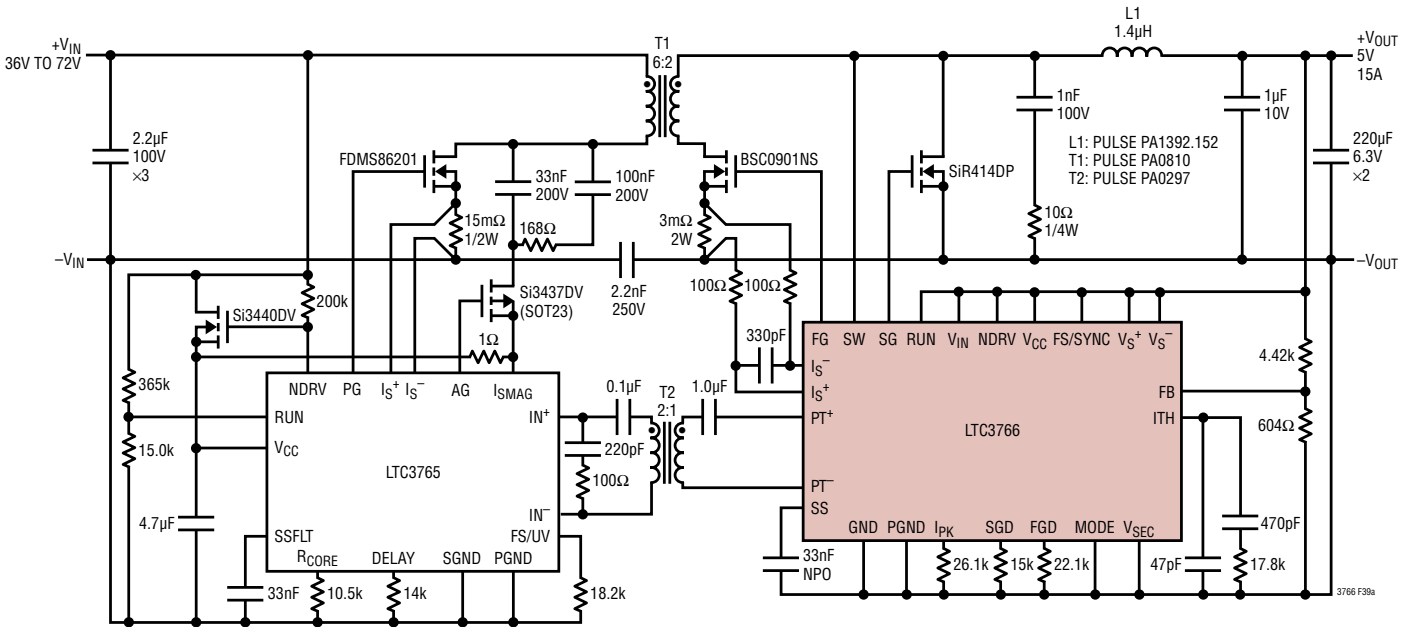 +VIN
36V TO 72V
2.2µF
100V
×3
–VIN
FDMS86201
15mΩ
1/2W
33nF
200V
100nF
200V
168Ω
T1
6:2
BSC0901NS
3mΩ
2W
L1
1.4µH
SiR414DP
1nF
100V
10Ω
1/4W
L1: PULSE PA1392.152
T1: PULSE PA0810
T2: PULSE PA0297
1µF
10V
+VOUT
5V
15A
220µF
6.3V
×2
–VOUT
Si3440DV
200k
Si3437DV
(SOT23)
1Ω
2.2nF
250V
100Ω
100Ω
330pF
365k
15.0k
4.7µF
NDRV
PG
IS+
IS–
AG
ISMAG
RUN
VCC
LTC3765
IN+
IN–
FS/UV
SSFLT
RCORE
DELAY
SGND
PGND
33nF
10.5k
14k
18.2k
220pF
100Ω
0.1µF
T2
2:1
1.0µF
FG
SW
SG
RUN
VIN
NDRV
VCC
FS/SYNC
VS+
VS–
IS–
IS+
PT+
PT–
SS
LTC3766
FB
ITH
GND
PGND
IPK
SGD
FGD
MODE
VSEC
33nF
NPO
26.1k
15k
22.1k
47pF
470pF
17.8k
4.42k
604Ω
3766 F39a